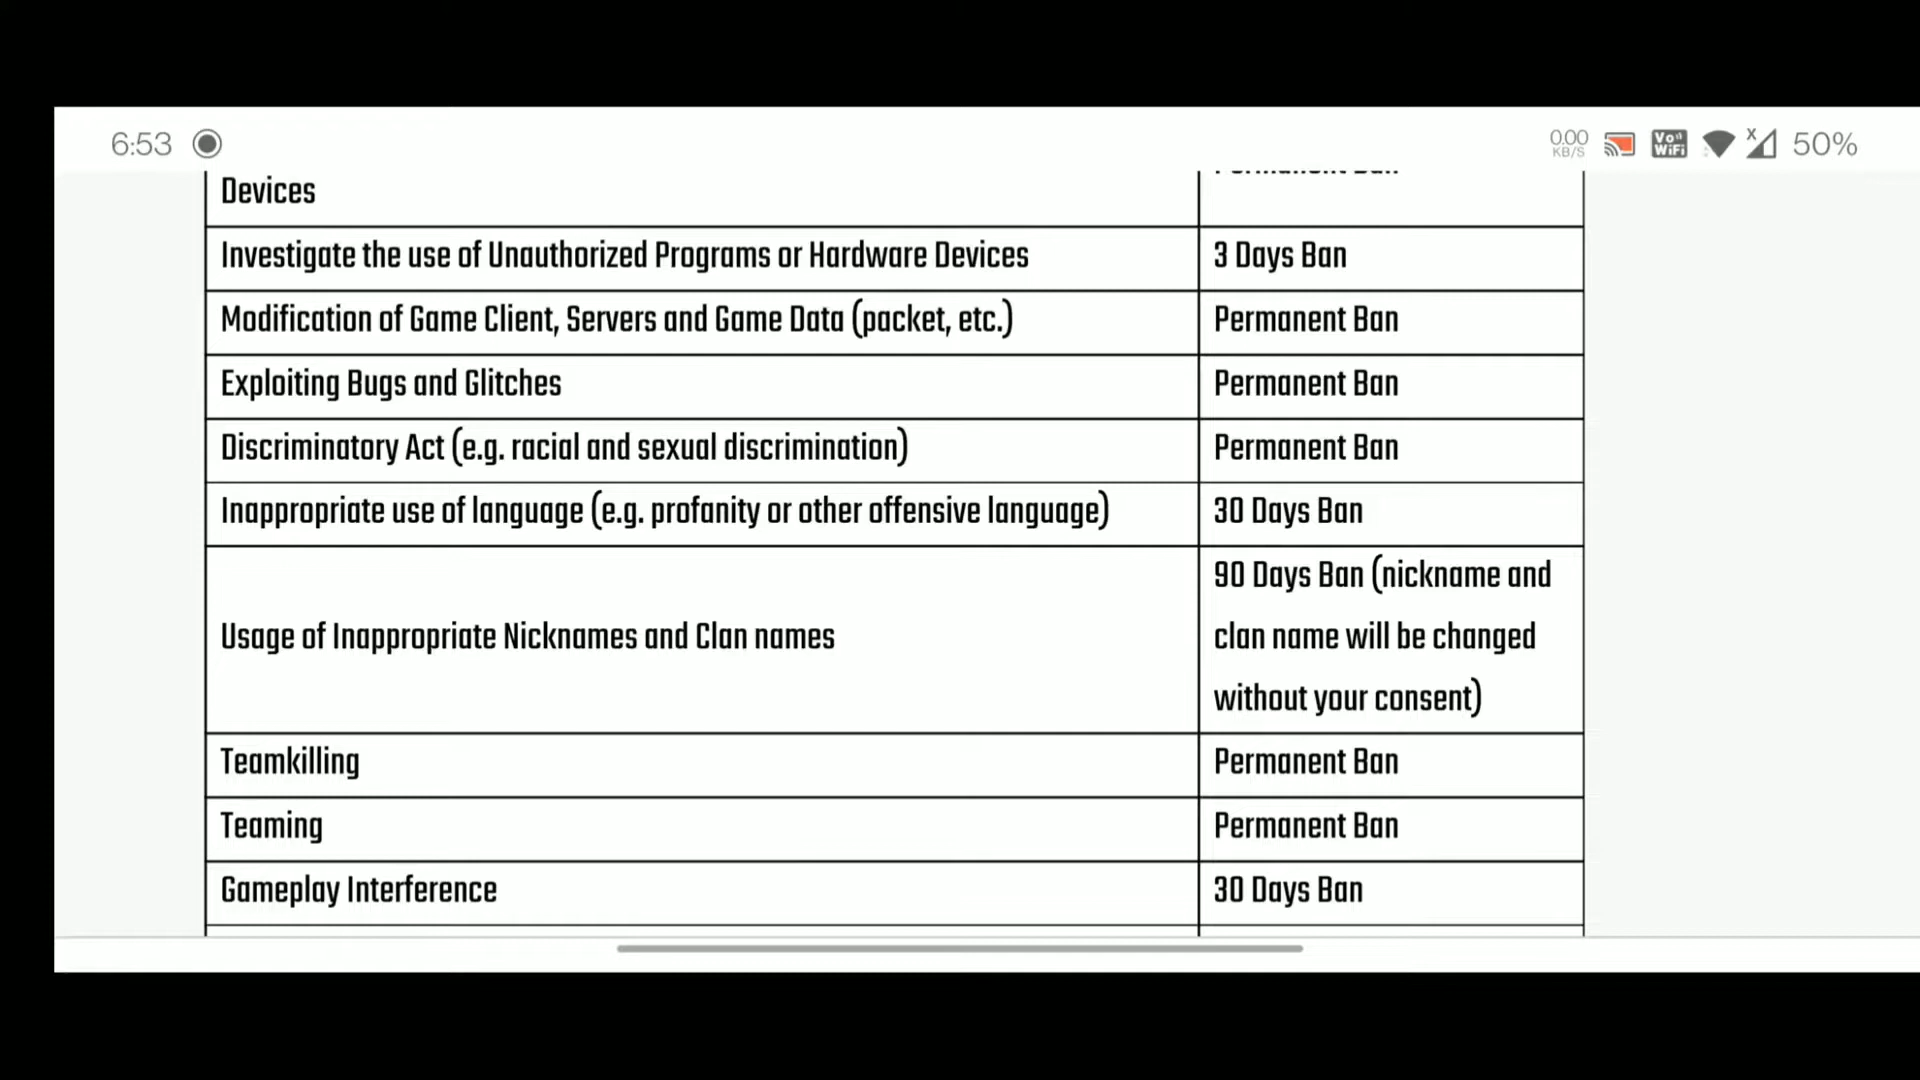 6:53
0.00
KB/S
Vo
WiFi
X
50%
Permanent Ban
Devices
Investigate the use of Unauthorized Programs or Hardware Devices
3 Days Ban
Modification of Game Client, Servers and Game Data (packet, etc.)
Permanent Ban
Exploiting Bugs and Glitches
Permanent Ban
Discriminatory Act (e.g. racial and sexual discrimination)
Permanent Ban
Inappropriate use of language (e.g. profanity or other offensive language)
30 Days Ban
Usage of Inappropriate Nicknames and Clan names
90 Days Ban (nickname and
clan name will be changed
without your consent)
Teamkilling
Permanent Ban
Teaming
Permanent Ban
Gameplay Interference
30 Days Ban